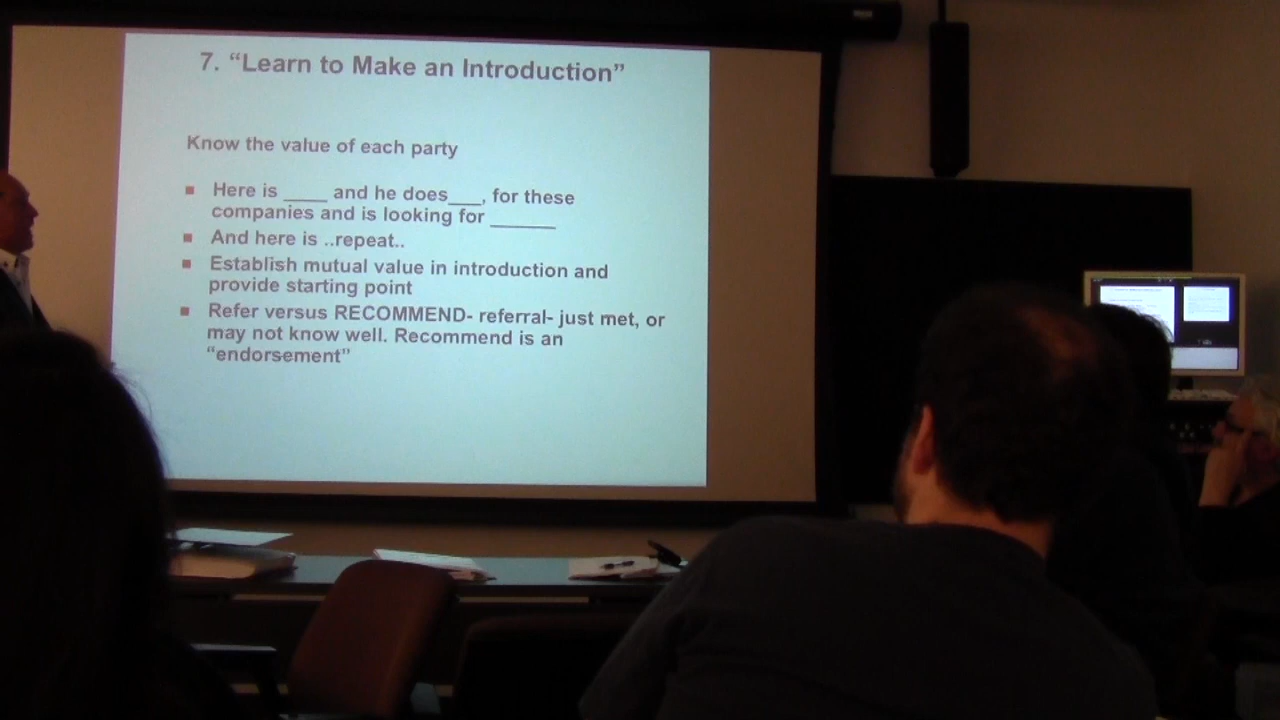 7. “Learn to Make an Introduction”
Know the value of each party
Here is ____ and he does___, for these
companies and is looking for ______
And here is ..repeat..
Establish mutual value in introduction and
provide starting point
Refer versus RECOMMEND- referral- just met, or
may not know well. Recommend is an
“endorsement”